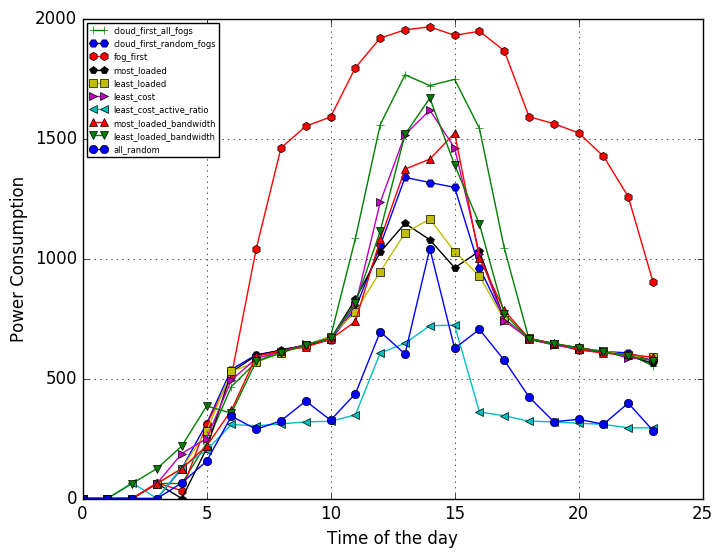 2000
1500
1000
500
0
Power Consumption
cloud_first_all_fogs
cloud_first_random_fogs
fog_first
most_loaded
least_loaded
least_cost
least_cost_active_ratio
most_loaded_bandwidth
least_loaded_bandwidth
all_random
0 5 10 15 20 25
Time of the day